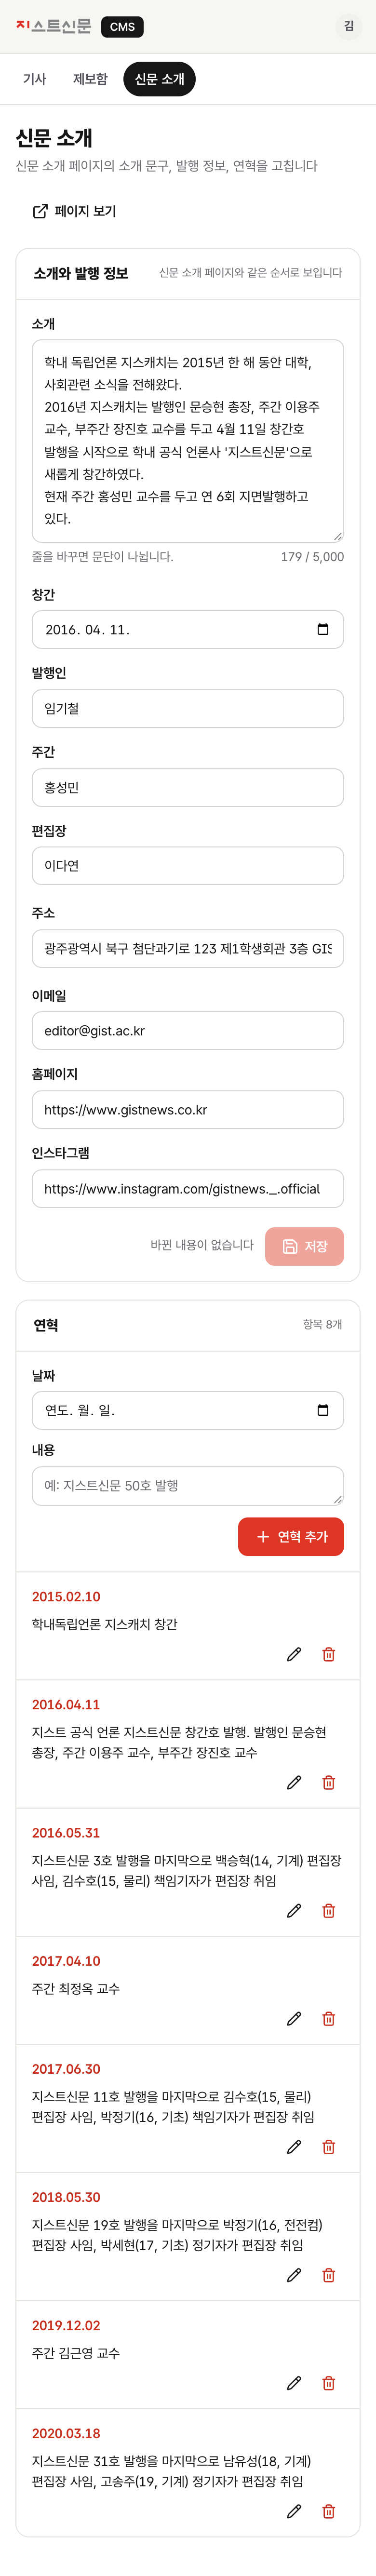 지스트신문 CMS 김
기사 제보함 신문 소개
신문 소개
신문 소개 페이지의 소개 문구, 발행 정보, 연혁을 고칩니다
페이지 보기
소개와 발행 정보 신문 소개 페이지와 같은 순서로 보입니다
소개
학내 독립언론 지스캐치는 2015년 한 해 동안 대학,
사회관련 소식을 전해왔다.
2016년 지스캐치는 발행인 문승현 총장, 주간 이용주
교수, 부주간 장진호 교수를 두고 4월 11일 창간호
발행을 시작으로 학내 공식 언론사 '지스트신문'으로
새롭게 창간하였다.
현재 주간 홍성민 교수를 두고 연 6회 지면발행하고
있다.
줄을 바꾸면 문단이 나뉩니다. 179 / 5,000
창간
2016. 04. 11.
발행인
임기철
주간
홍성민
편집장
이다연
주소
광주광역시 북구 첨단과기로 123 제1학생회관 3층 GIS
이메일
editor@gist.ac.kr
홈페이지
https://www.gistnews.co.kr
인스타그램
https://www.instagram.com/gistnews._.official
바뀐 내용이 없습니다 저장
연혁 항목 8개
날짜
연도. 월. 일.
내용
예: 지스트신문 50호 발행
연혁 추가
2015.02.10
학내독립언론 지스캐치 창간
2016.04.11
지스트 공식 언론 지스트신문 창간호 발행. 발행인 문승현
총장, 주간 이용주 교수, 부주간 장진호 교수
2016.05.31
지스트신문 3호 발행을 마지막으로 백승혁(14, 기계) 편집장
사임, 김수호(15, 물리) 책임기자가 편집장 취임
2017.04.10
주간 최정옥 교수
2017.06.30
지스트신문 11호 발행을 마지막으로 김수호(15, 물리)
편집장 사임, 박정기(16, 기초) 책임기자가 편집장 취임
2018.05.30
지스트신문 19호 발행을 마지막으로 박정기(16, 전전컴)
편집장 사임, 박세현(17, 기초) 정기자가 편집장 취임
2019.12.02
주간 김근영 교수
2020.03.18
지스트신문 31호 발행을 마지막으로 남유성(18, 기계)
편집장 사임, 고송주(19, 기계) 정기자가 편집장 취임